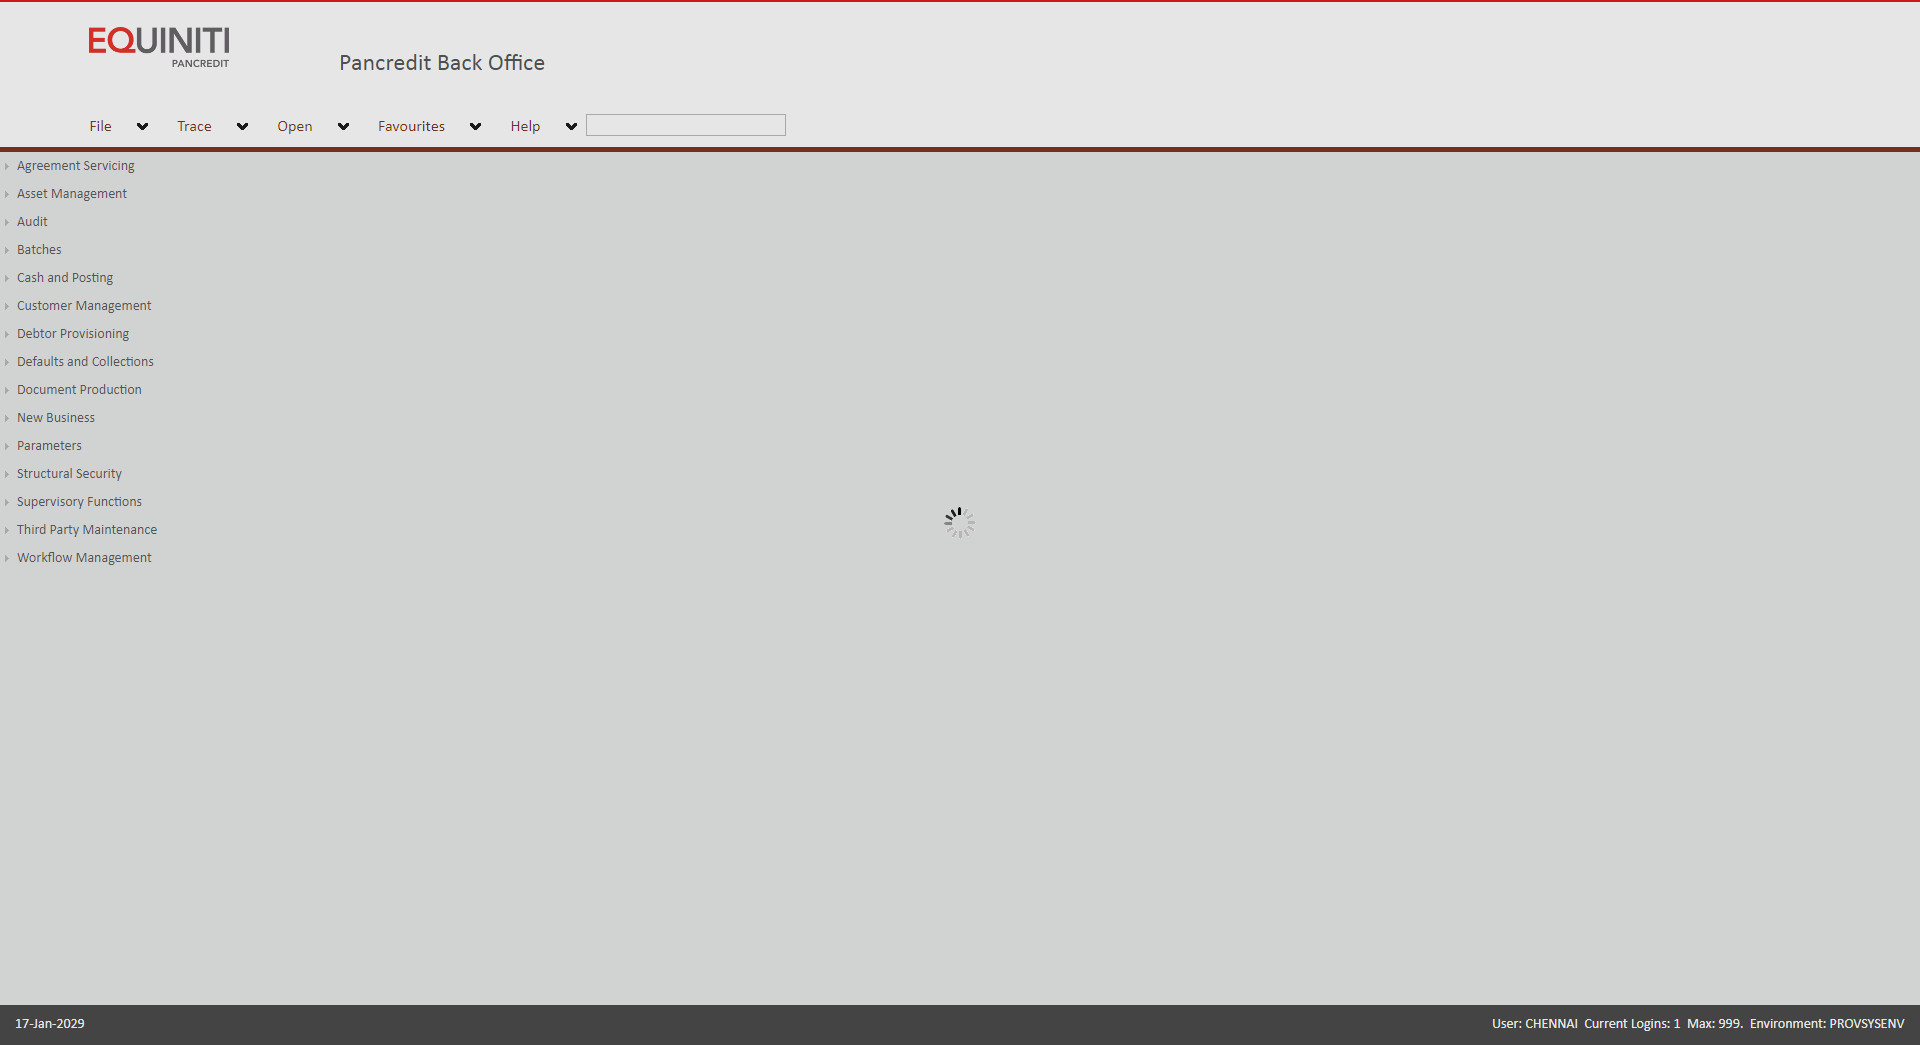 EQUINITI
PANCREDIT
Pancredit Back Office
File Trace Open Favourites Help
Agreement Servicing
Asset Management
Audit
Batches
Cash and Posting
Customer Management
Debtor Provisioning
Defaults and Collections
Document Production
New Business
Parameters
Structural Security
Supervisory Functions
Third Party Maintenance
Workflow Management
17-Jan-2029 User: CHENNAI Current Logins: 1 Max: 999. Environment: PROVSYSENV